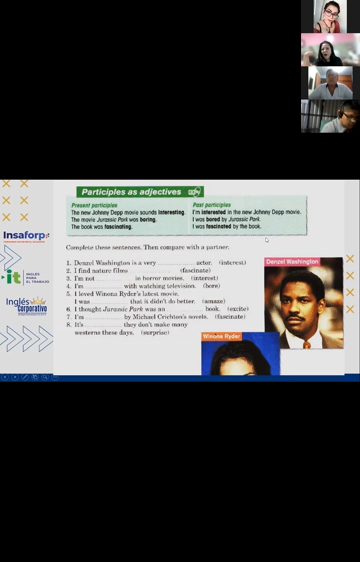 Participles as adjectives
Present participles
The new Johnny Depp movie sounds interesting.
The movie Jurassic Park was boring.
The book was fascinating.
Past participles
I'm interested in the new Johnny Depp movie.
I was bored by Jurassic Park.
I was fascinated by the book.
Complete these sentences. Then compare with a partner.
1. Denzel Washington is a very .............. actor. (interest)
2. I find nature films .............. (fascinate)
3. I'm not .............. in horror movies. (interest)
4. I'm .............. with watching television. (bore)
5. I loved Winona Ryder's latest movie.
I was .............. that it didn't do better. (amaze)
6. I thought Jurassic Park was an .............. book. (excite)
7. I'm .............. by Michael Crichton's novels. (fascinate)
8. It's .............. they don't make many
westerns these days. (surprise)
Denzel Washington
Winona Ryder
Insaforp
it
INGLÉS
PARA
EL TRABAJO
Inglés
Corporativo